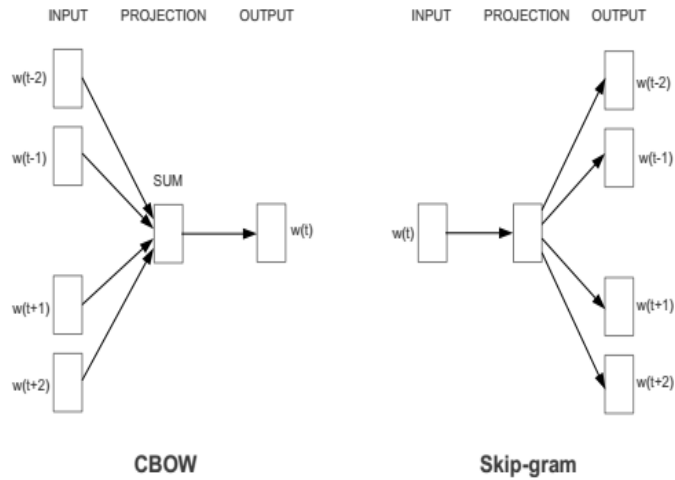 INPUT PROJECTION OUTPUT
w(t-2)
w(t-1)
SUM
w(t)
w(t+1)
w(t+2)
CBOW
INPUT PROJECTION OUTPUT
w(t-2)
w(t-1)
w(t)
w(t+1)
w(t+2)
Skip-gram